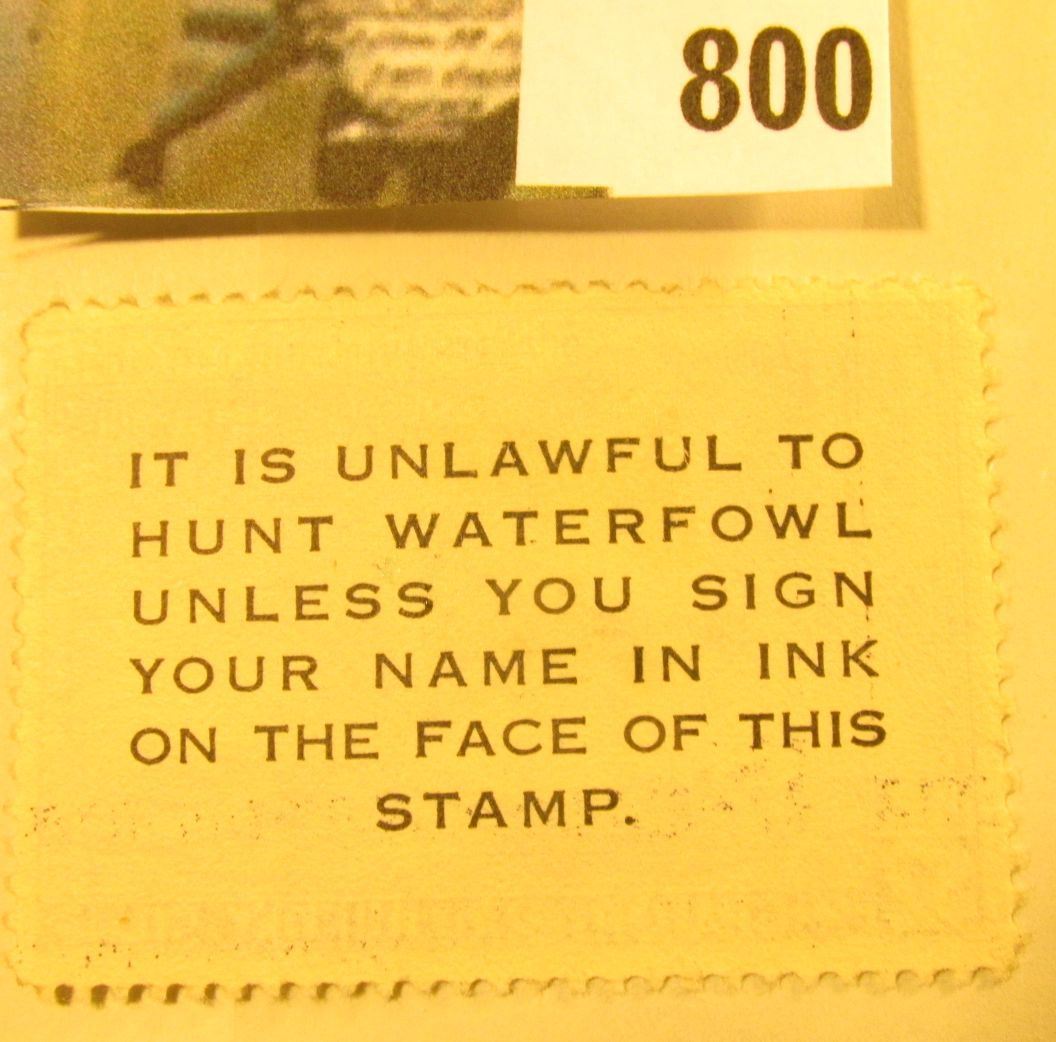 800
IT IS UNLAWFUL TO
HUNT WATERFOWL
UNLESS YOU SIGN
YOUR NAME IN INK
ON THE FACE OF THIS
STAMP.